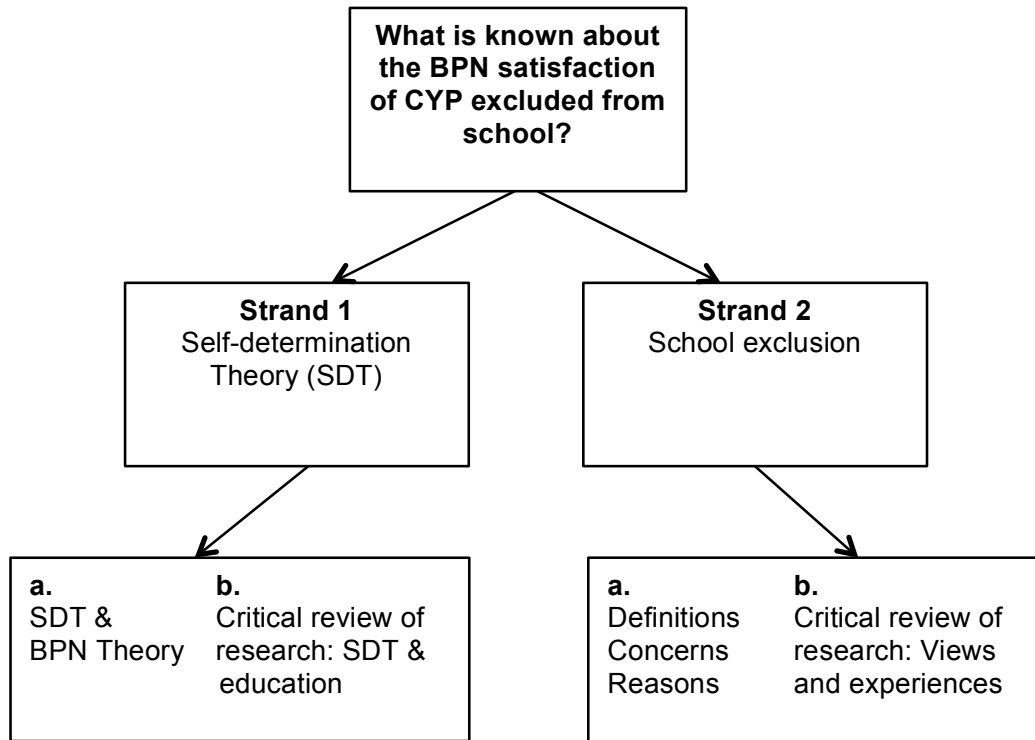 What is known about
the BPN satisfaction
of CYP excluded from
school?
Strand 1
Self-determination
Theory (SDT)
Strand 2
School exclusion
a.
SDT &
BPN Theory
b.
Critical review of
research: SDT &
education
a.
Definitions
Concerns
Reasons
b.
Critical review of
research: Views
and experiences